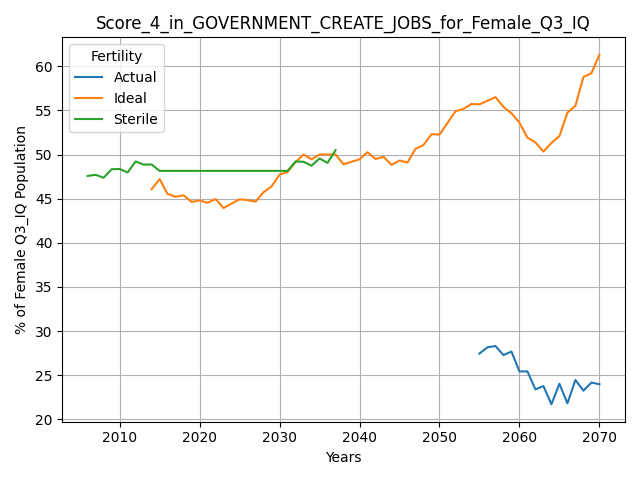 Score_4_in_GOVERNMENT_CREATE_JOBS_for_Female_Q3_IQ
Fertility
Actual
Ideal
Sterile
% of Female Q3_IQ Population
60
55
50
45
40
35
30
25
20
2010 2020 2030 2040 2050 2060 2070
Years